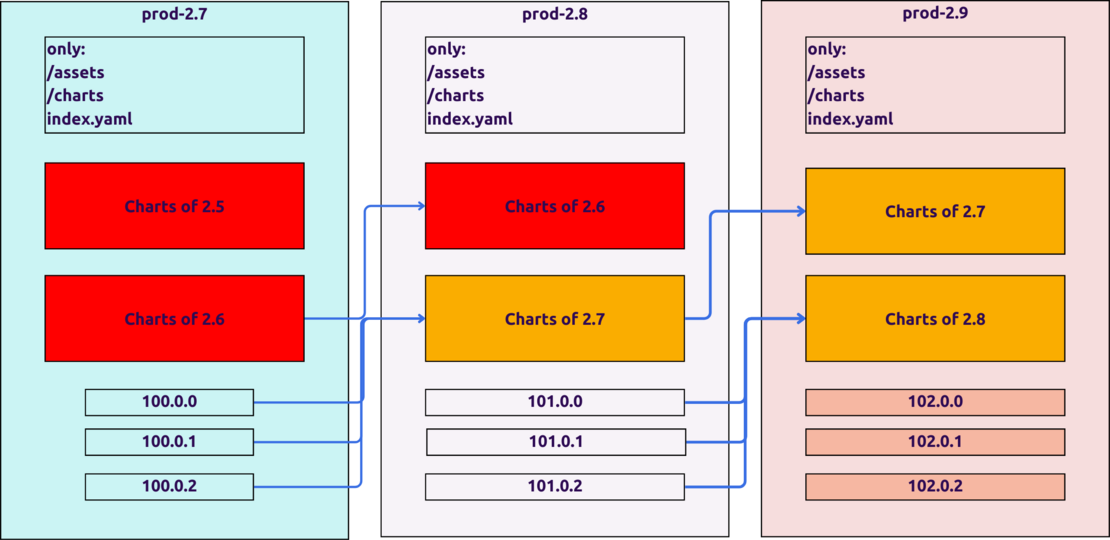 prod-2.7
only:
/assets
/charts
index.yaml
Charts of 2.5
Charts of 2.6
100.0.0
100.0.1
100.0.2
prod-2.8
only:
/assets
/charts
index.yaml
Charts of 2.6
Charts of 2.7
101.0.0
101.0.1
101.0.2
prod-2.9
only:
/assets
/charts
index.yaml
Charts of 2.7
Charts of 2.8
102.0.0
102.0.1
102.0.2